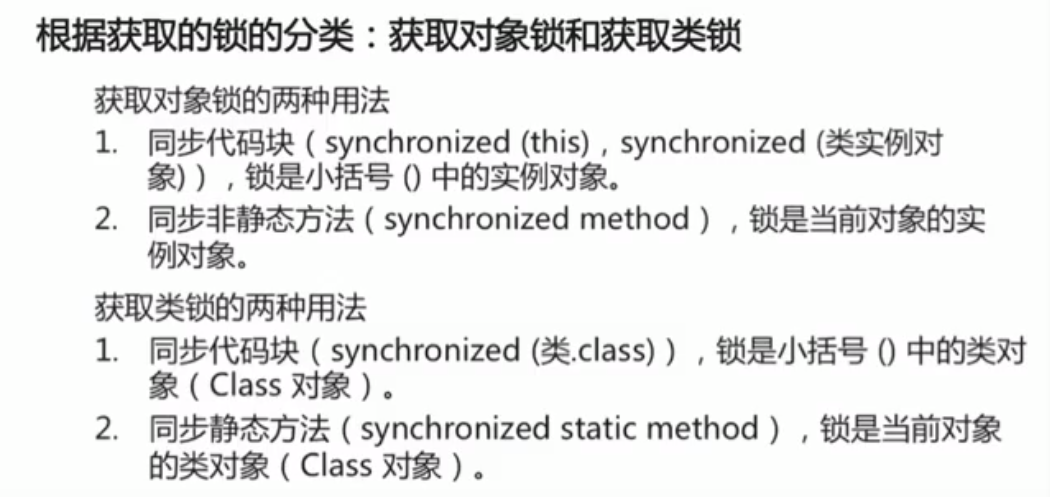 根据获取的锁的分类：获取对象锁和获取类锁
获取对象锁的两种用法
1. 同步代码块（ synchronized (this)，synchronized (类实例对
象) ），锁是小括号 () 中的实例对象。
2. 同步非静态方法（ synchronized method ），锁是当前对象的实
例对象。
获取类锁的两种用法
1. 同步代码块（ synchronized (类.class) ），锁是小括号 () 中的类对
象（ Class 对象 ）。
2. 同步静态方法（ synchronized static method ），锁是当前对象
的类对象（ Class 对象 ）。